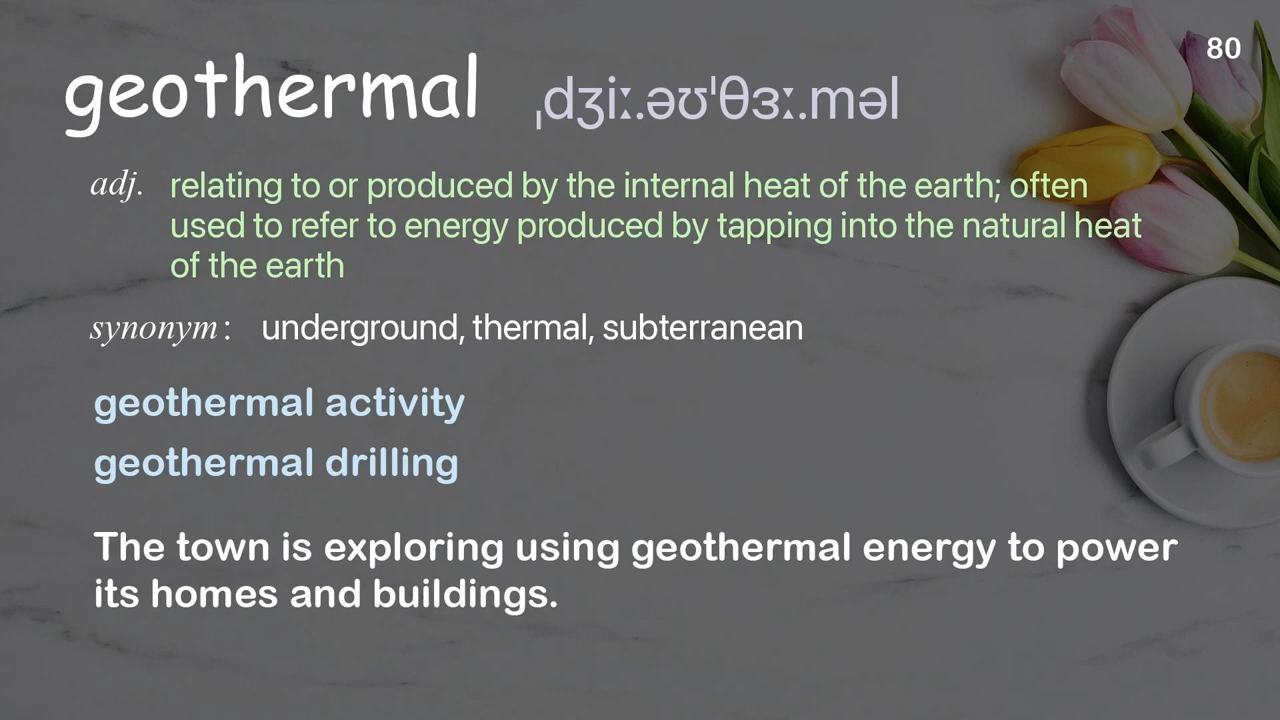 80
geothermal ˌdʒiː.əʊˈθɜː.məl
adj. relating to or produced by the internal heat of the earth; often
used to refer to energy produced by tapping into the natural heat
of the earth
synonym: underground, thermal, subterranean
geothermal activity
geothermal drilling
The town is exploring using geothermal energy to power
its homes and buildings.